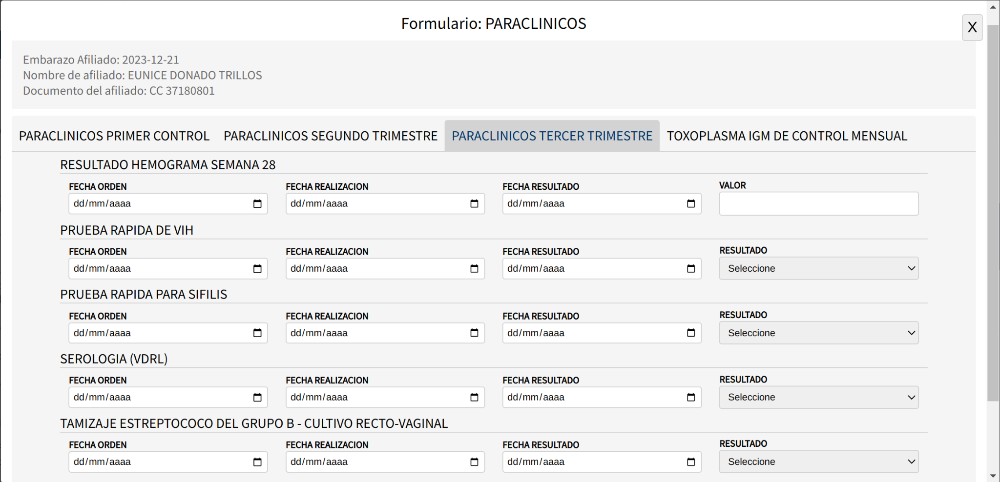 Formulario: PARACLINICOS
X
Embarazo Afiliado: 2023-12-21
Nombre de afiliado: EUNICE DONADO TRILLOS
Documento del afiliado: CC 37180801
PARACLINICOS PRIMER CONTROL PARACLINICOS SEGUNDO TRIMESTRE PARACLINICOS TERCER TRIMESTRE TOXOPLASMA IGM DE CONTROL MENSUAL
RESULTADO HEMOGRAMA SEMANA 28
FECHA ORDEN FECHA REALIZACION FECHA RESULTADO VALOR
dd/mm/aaaa dd/mm/aaaa dd/mm/aaaa
PRUEBA RAPIDA DE VIH
FECHA ORDEN FECHA REALIZACION FECHA RESULTADO RESULTADO
dd/mm/aaaa dd/mm/aaaa dd/mm/aaaa Seleccione
PRUEBA RAPIDA PARA SIFILIS
FECHA ORDEN FECHA REALIZACION FECHA RESULTADO RESULTADO
dd/mm/aaaa dd/mm/aaaa dd/mm/aaaa Seleccione
SEROLOGIA (VDRL)
FECHA ORDEN FECHA REALIZACION FECHA RESULTADO RESULTADO
dd/mm/aaaa dd/mm/aaaa dd/mm/aaaa Seleccione
TAMIZAJE ESTREPTOCOCO DEL GRUPO B - CULTIVO RECTO-VAGINAL
FECHA ORDEN FECHA REALIZACION FECHA RESULTADO RESULTADO
dd/mm/aaaa dd/mm/aaaa dd/mm/aaaa Seleccione